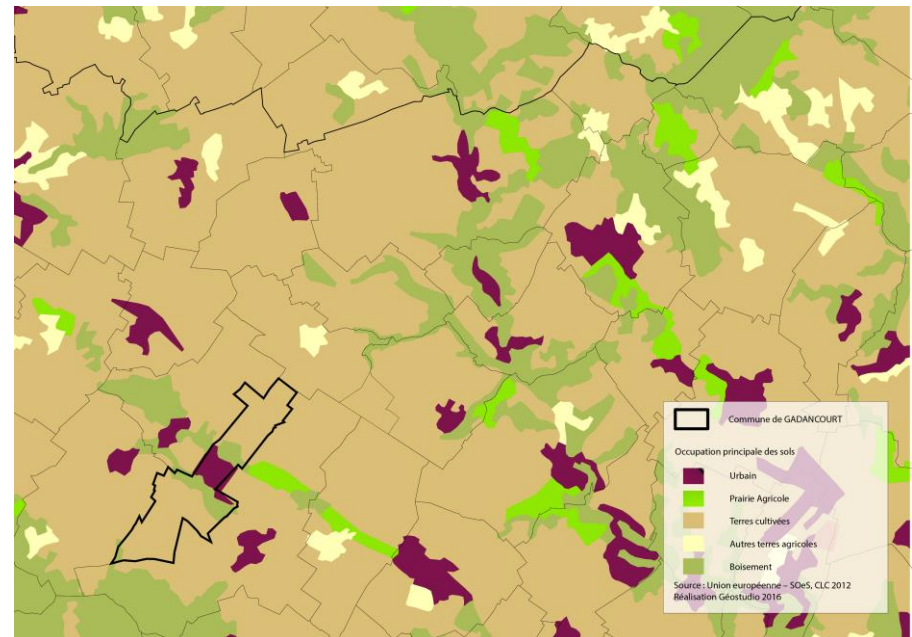 Commune de GADANCOURT
Occupation principale des sols
Urbain
Prairie Agricole
Terres cultivées
Autres terres agricoles
Boisement
Source : Union européenne – SOeS, CLC 2012
Réalisation Géostudio 2016